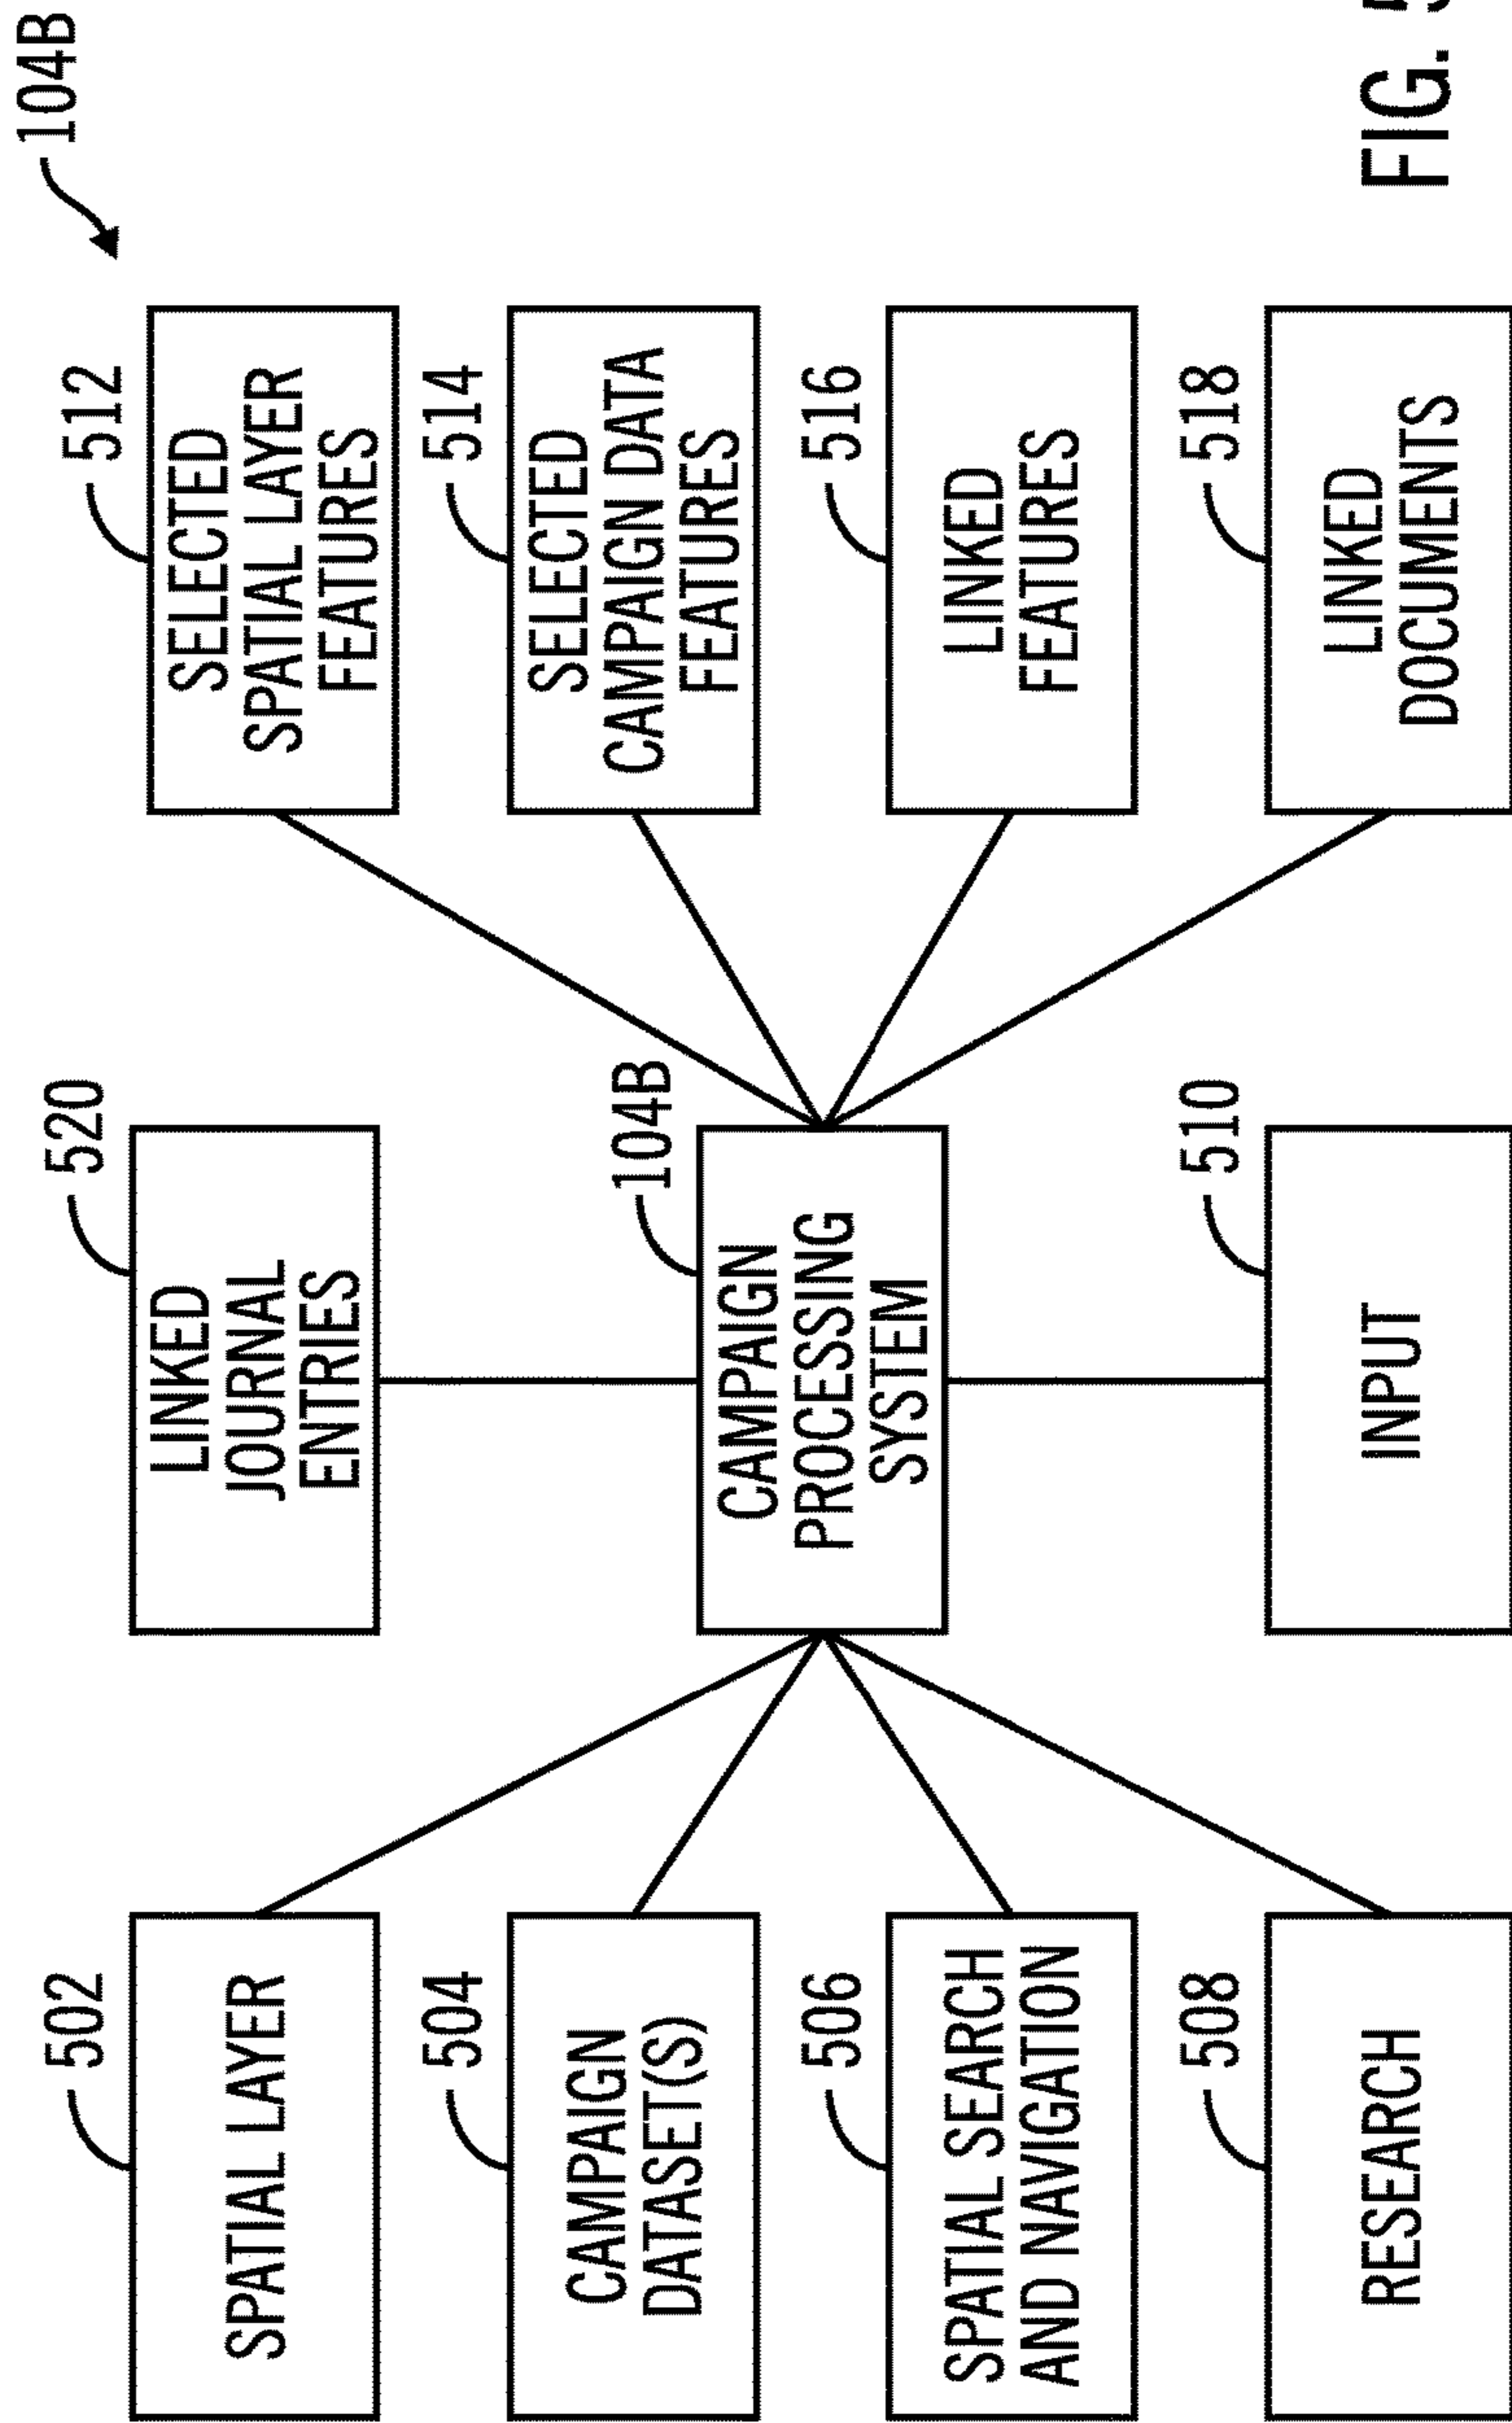 104B
502
SPATIAL LAYER
504
CAMPAIGN
DATASET(S)
506
SPATIAL SEARCH
AND NAVIGATION
508
RESEARCH
520
LINKED
JOURNAL
ENTRIES
104B
CAMPAIGN
PROCESSING
SYSTEM
510
INPUT
512
SELECTED
SPATIAL LAYER
FEATURES
514
SELECTED
CAMPAIGN DATA
FEATURES
516
LINKED
FEATURES
518
LINKED
DOCUMENTS
FIG.